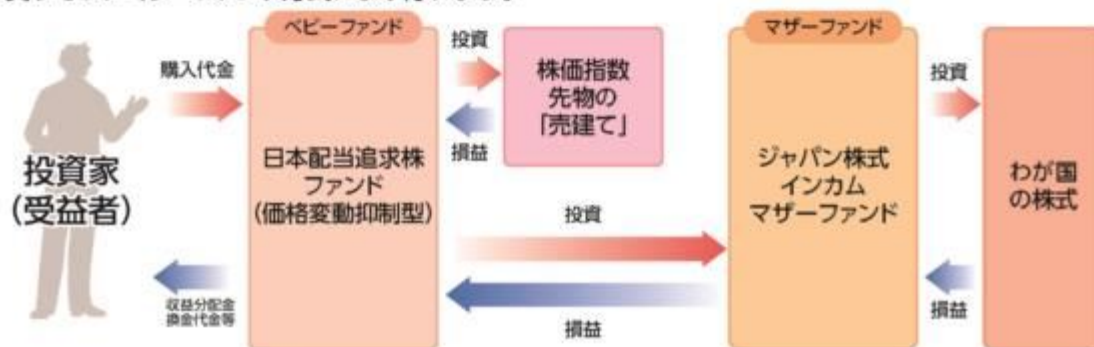 ベビーファンド
マザーファンド
購入代金
投資
株価指数
先物の
「売建て」
損益
投資
投資家
(受益者)
日本配当追求株
ファンド
(価格変動抑制型)
ジャパン株式
インカム
マザーファンド
わが国
の株式
投資
収益分配金
換金代金等
損益
損益